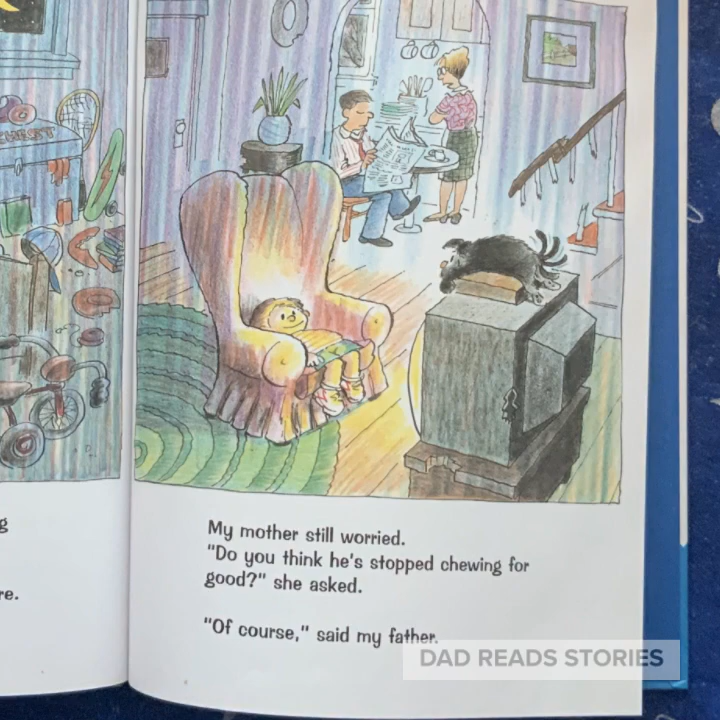 g
re.
My mother still worried.
"Do you think he's stopped chewing for
good?" she asked.
"Of course," said my father.
DAD READS STORIES